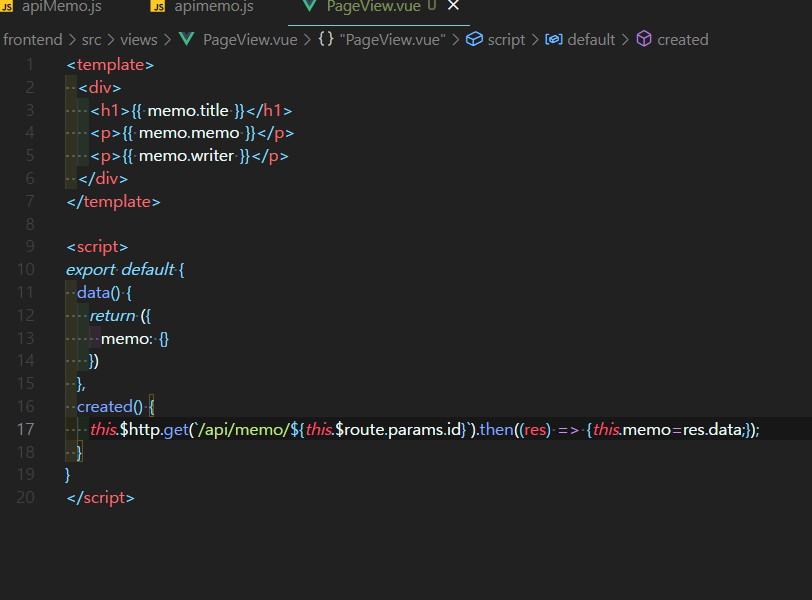 JS apiMemo.js JS apimemo.js PageView.vue U ×
frontend > src > views > PageView.vue > {} "PageView.vue" > script > default > created
1 <template>
2 <div>
3 <h1>{{ memo.title }}</h1>
4 <p>{{ memo.memo }}</p>
5 <p>{{ memo.writer }}</p>
6 </div>
7 </template>
8
9 <script>
10 export default {
11 data() {
12 return ({
13 memo: {}
14 })
15 },
16 created() {
17 this.$http.get(`/api/memo/${this.$route.params.id}`).then((res) => {this.memo=res.data;});
18 }
19 }
20 </script>